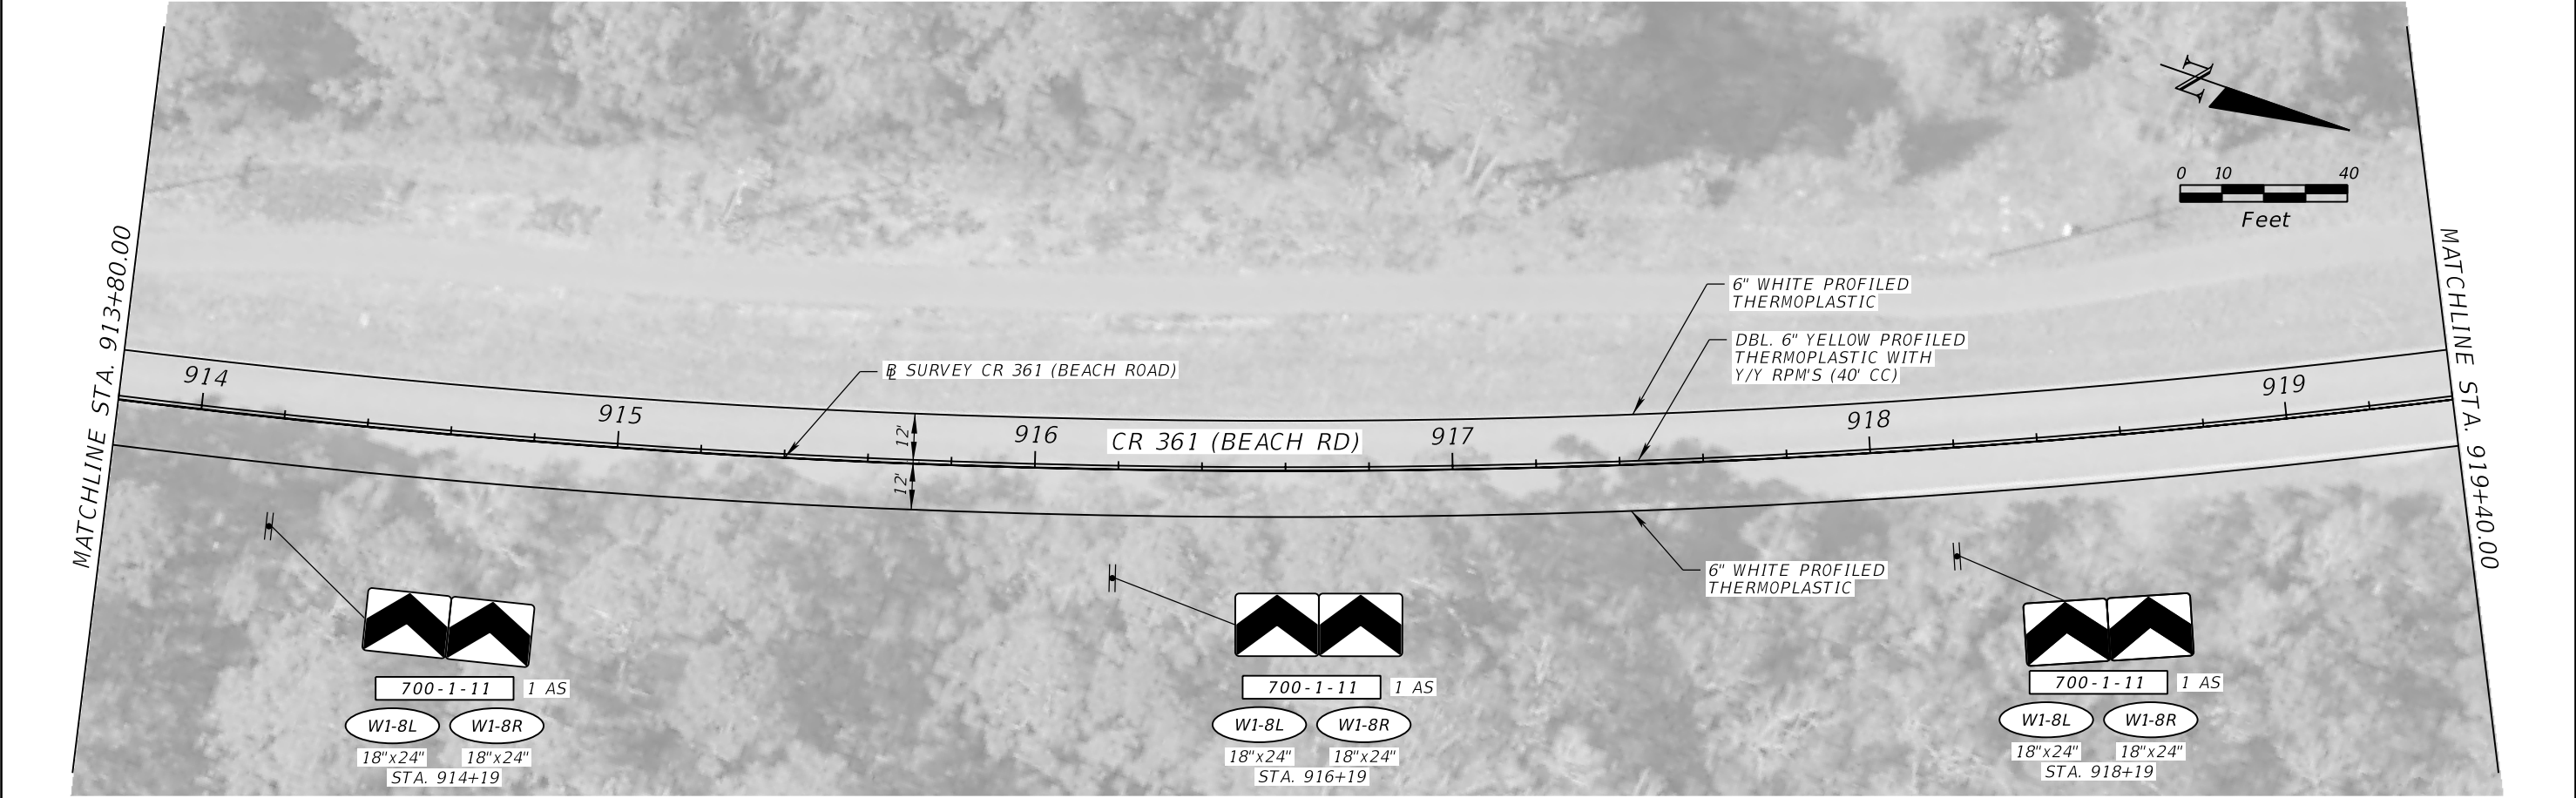 MATCHLINE STA. 913+80.00
N
0 10 40
Feet
MATCHLINE STA. 919+40.00
6" WHITE PROFILED
THERMOPLASTIC
DBL. 6" YELLOW PROFILED
THERMOPLASTIC WITH
Y/Y RPM'S (40' CC)
BL SURVEY CR 361 (BEACH ROAD)
914
915
916
CR 361 (BEACH RD)
917
918
919
12'
12'
6" WHITE PROFILED
THERMOPLASTIC
700-1-11 1 AS
W1-8L W1-8R
18"x24" 18"x24"
STA. 914+19
700-1-11 1 AS
W1-8L W1-8R
18"x24" 18"x24"
STA. 916+19
700-1-11 1 AS
W1-8L W1-8R
18"x24" 18"x24"
STA. 918+19